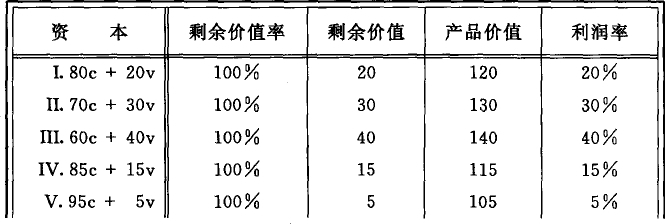 资 本 剩余价值率 剩余价值 产品价值 利润率
I. 80c + 20v 100% 20 120 20%
II. 70c + 30v 100% 30 130 30%
III. 60c + 40v 100% 40 140 40%
IV. 85c + 15v 100% 15 115 15%
V. 95c + 5v 100% 5 105 5%